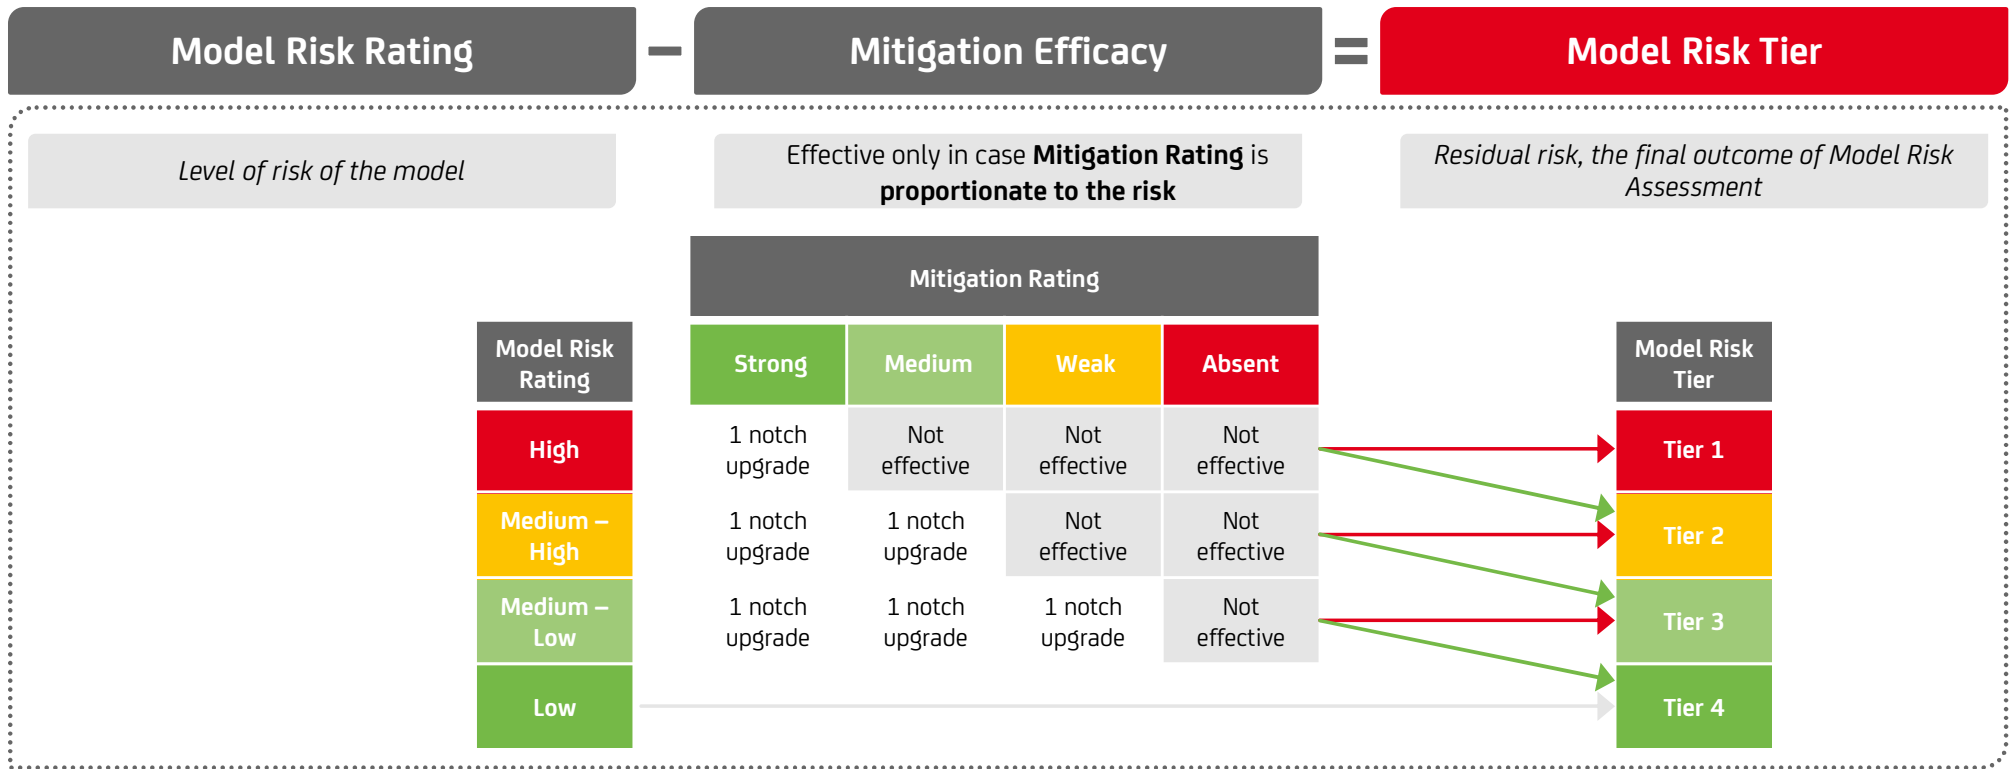 Model Risk Rating
–
Mitigation Efficacy
=
Model Risk Tier
Level of risk of the model
Effective only in case Mitigation Rating is
proportionate to the risk
Residual risk, the final outcome of Model Risk
Assessment
Mitigation Rating
Model Risk
Rating
Strong
Medium
Weak
Absent
Model Risk
Tier
High
1 notch
upgrade
Not
effective
Not
effective
Not
effective
Tier 1
Medium –
High
1 notch
upgrade
1 notch
upgrade
Not
effective
Not
effective
Tier 2
Medium –
Low
1 notch
upgrade
1 notch
upgrade
1 notch
upgrade
Not
effective
Tier 3
Low
Tier 4